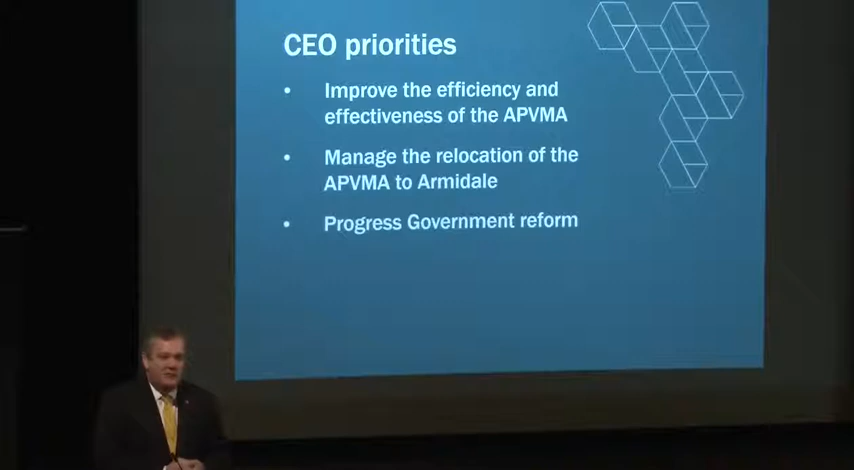 CEO priorities
• Improve the efficiency and
effectiveness of the APVMA
• Manage the relocation of the
APVMA to Armidale
• Progress Government reform